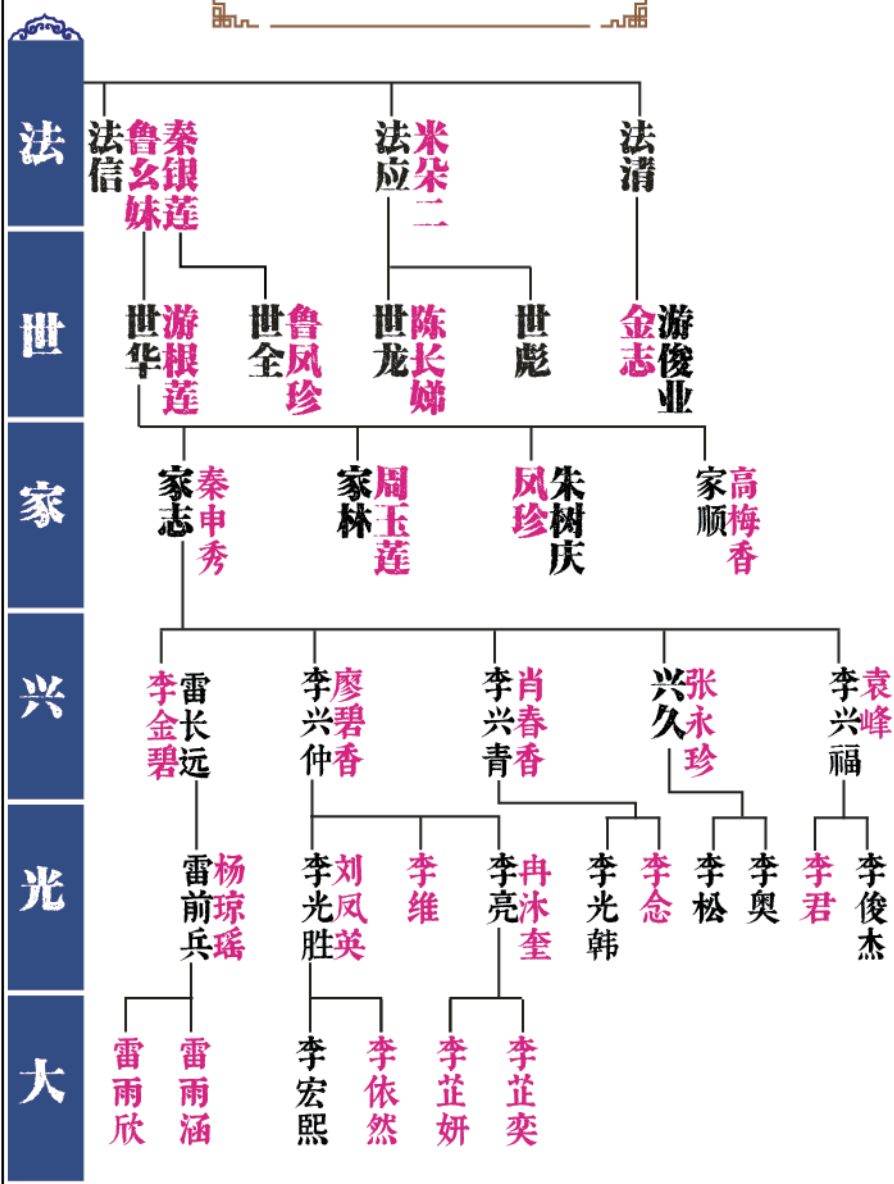 法
法信
鲁幺妹
秦银莲
法应
米朵二
法清
世
世华
游根莲
世全
鲁凤珍
世龙
陈长娣
世彪
金志
游俊业
家
家志
秦申秀
家林
周玉莲
凤珍
朱树庆
家顺
高梅香
兴
李金碧
雷长远
李兴仲
廖碧香
李兴青
肖春香
兴久
张永珍
李兴福
袁峰
光
雷前兵
杨琼瑶
李光胜
刘凤英
李维
李亮
冉沐奎
李光韩
李念
李松
李奥
李君
李俊杰
大
雷雨欣
雷雨涵
李宏熙
李依然
李芷妍
李芷奕